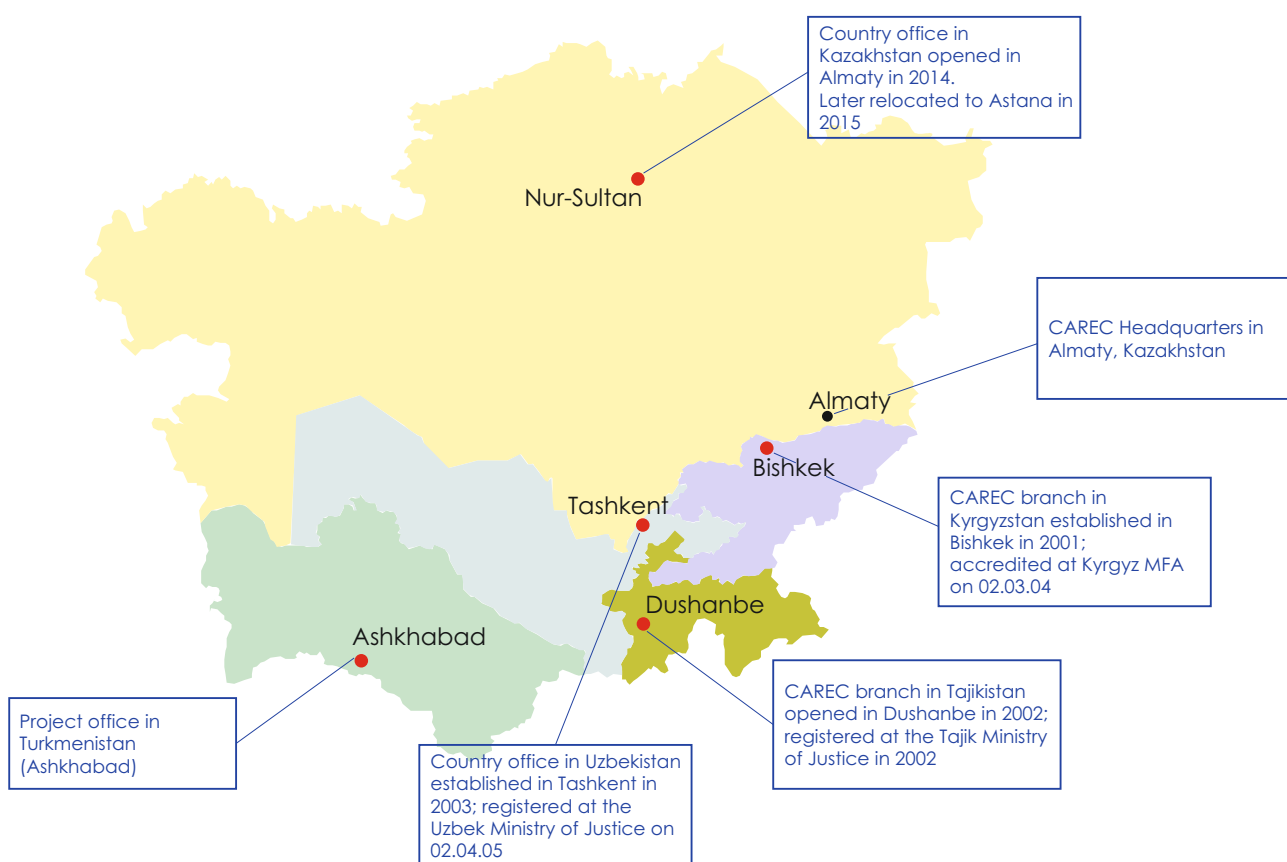 Country office in
Kazakhstan opened in
Almaty in 2014.
Later relocated to Astana in
2015
Nur-Sultan
CAREC Headquarters in
Almaty, Kazakhstan
Almaty
Bishkek
CAREC branch in
Kyrgyzstan established in
Bishkek in 2001;
accredited at Kyrgyz MFA
on 02.03.04
Tashkent
Dushanbe
Ashkhabad
CAREC branch in Tajikistan
opened in Dushanbe in 2002;
registered at the Tajik Ministry
of Justice in 2002
Project office in
Turkmenistan
(Ashkhabad)
Country office in Uzbekistan
established in Tashkent in
2003; registered at the
Uzbek Ministry of Justice on
02.04.05